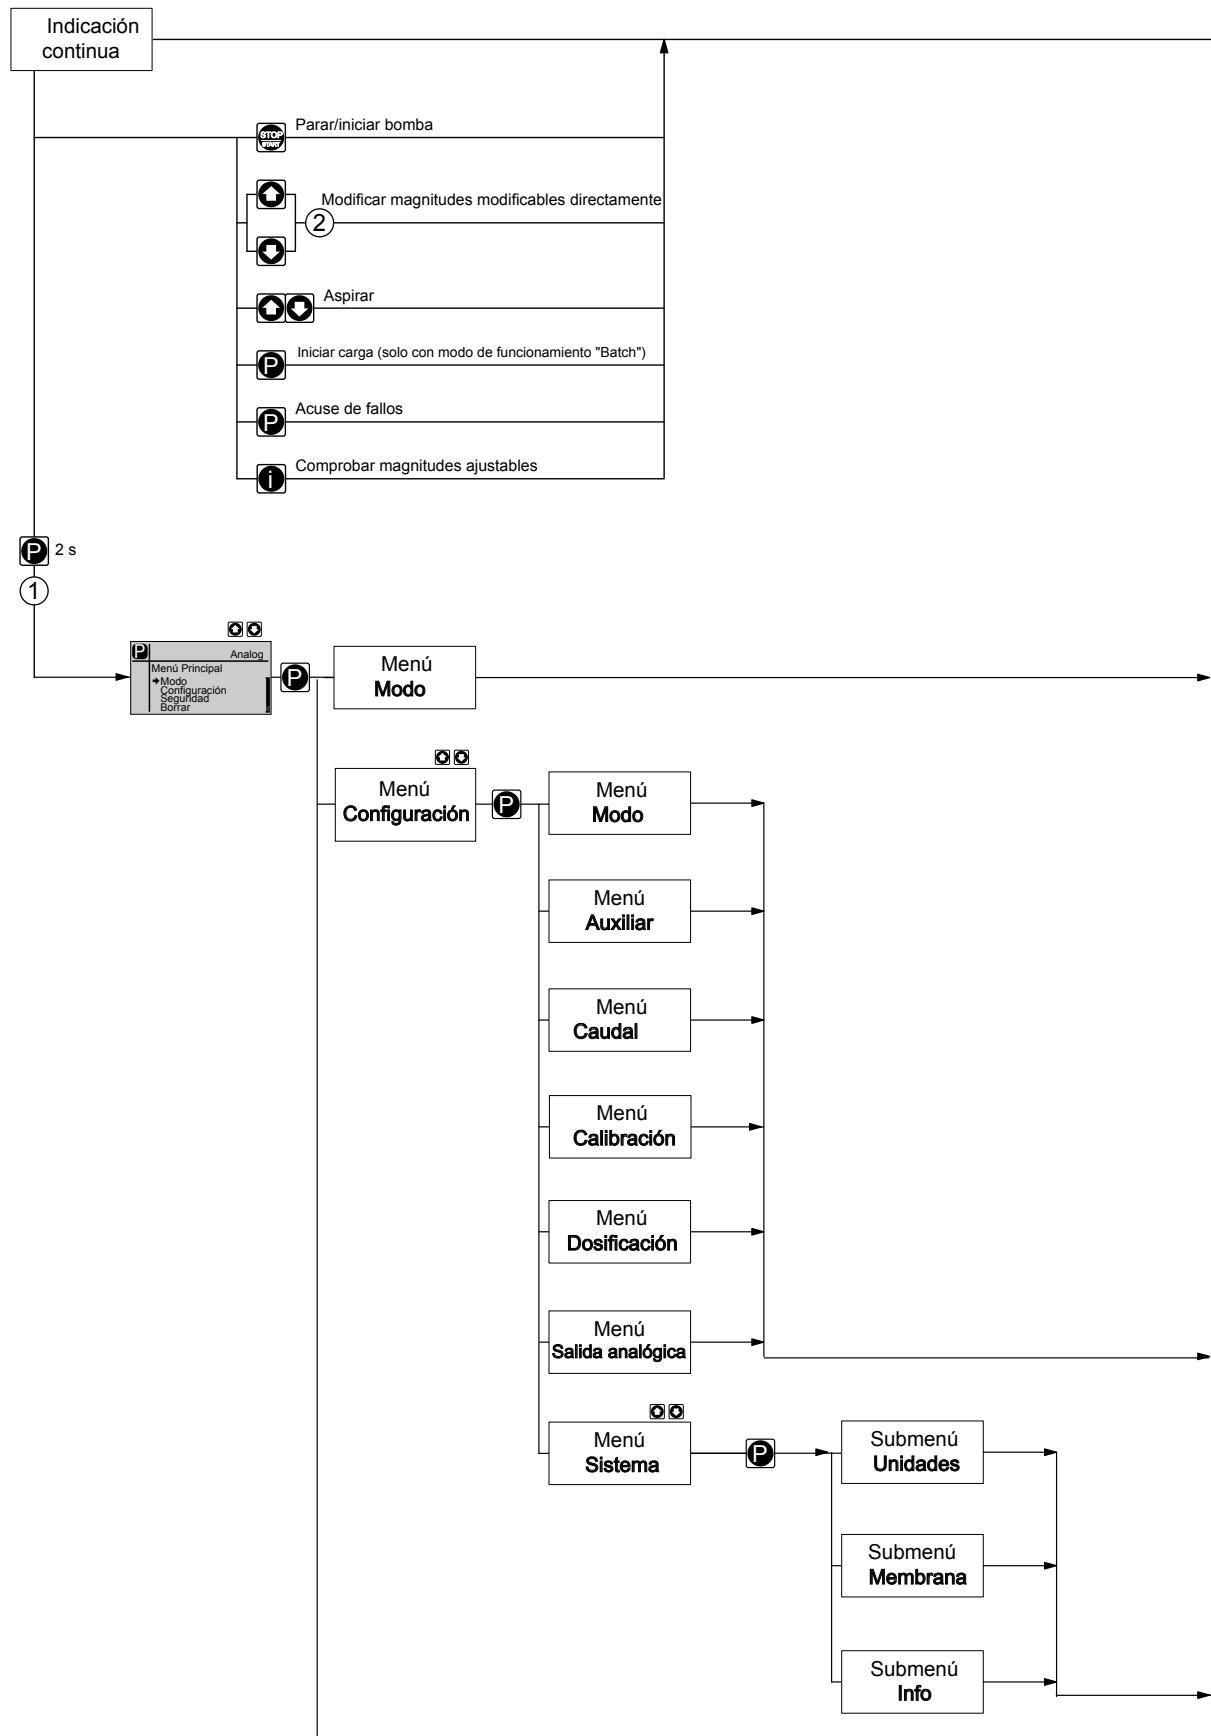 Indicación
continua
STOP
START
Parar/iniciar bomba
Modificar magnitudes modificables directamente
2
Aspirar
P
Iniciar carga (solo con modo de funcionamiento "Batch")
P
Acuse de fallos
i
Comprobar magnitudes ajustables
P 2 s
1
P Analog
Menú Principal
Modo
Configuración
Seguridad
Borrar
P
Menú
Modo
Menú
Configuración
P
Menú
Modo
Menú
Auxiliar
Menú
Caudal
Menú
Calibración
Menú
Dosificación
Menú
Salida analógica
Menú
Sistema
P
Submenú
Unidades
Submenú
Membrana
Submenú
Info